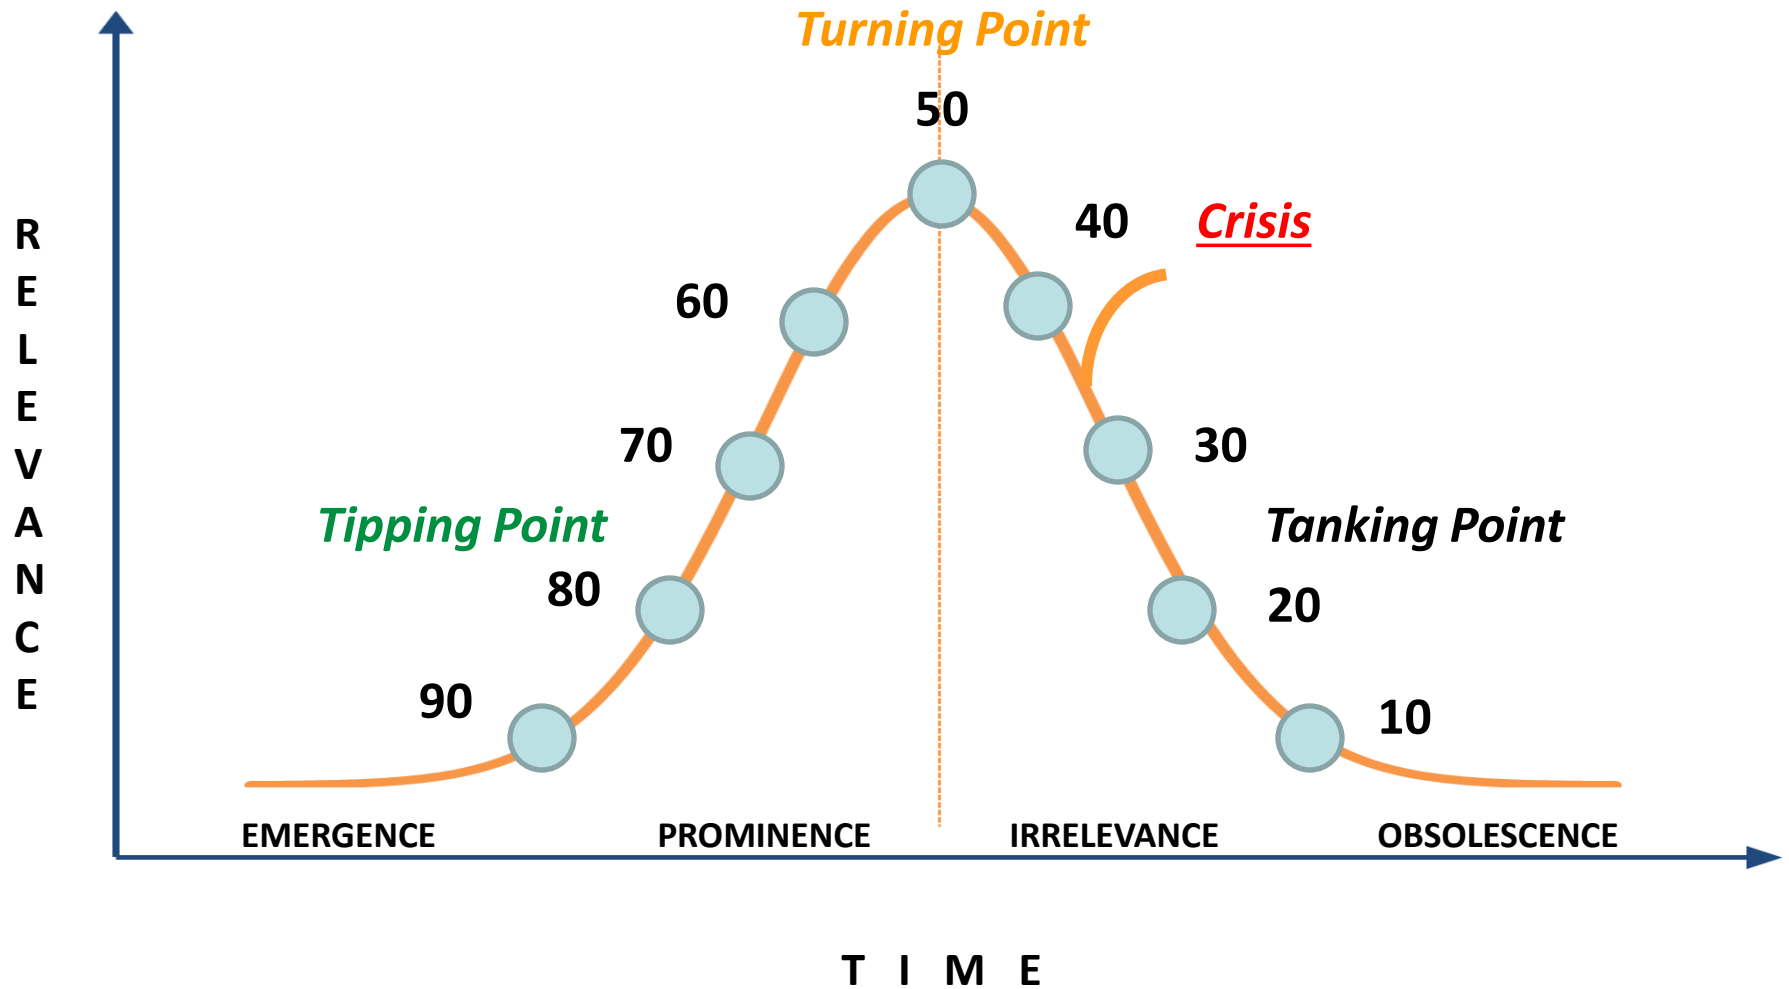 Turning Point
50
40
Crisis
60
70
30
Tipping Point
Tanking Point
80
20
90
10
RELEVANCE
EMERGENCE
PROMINENCE
IRRELEVANCE
OBSOLESCENCE
T I M E